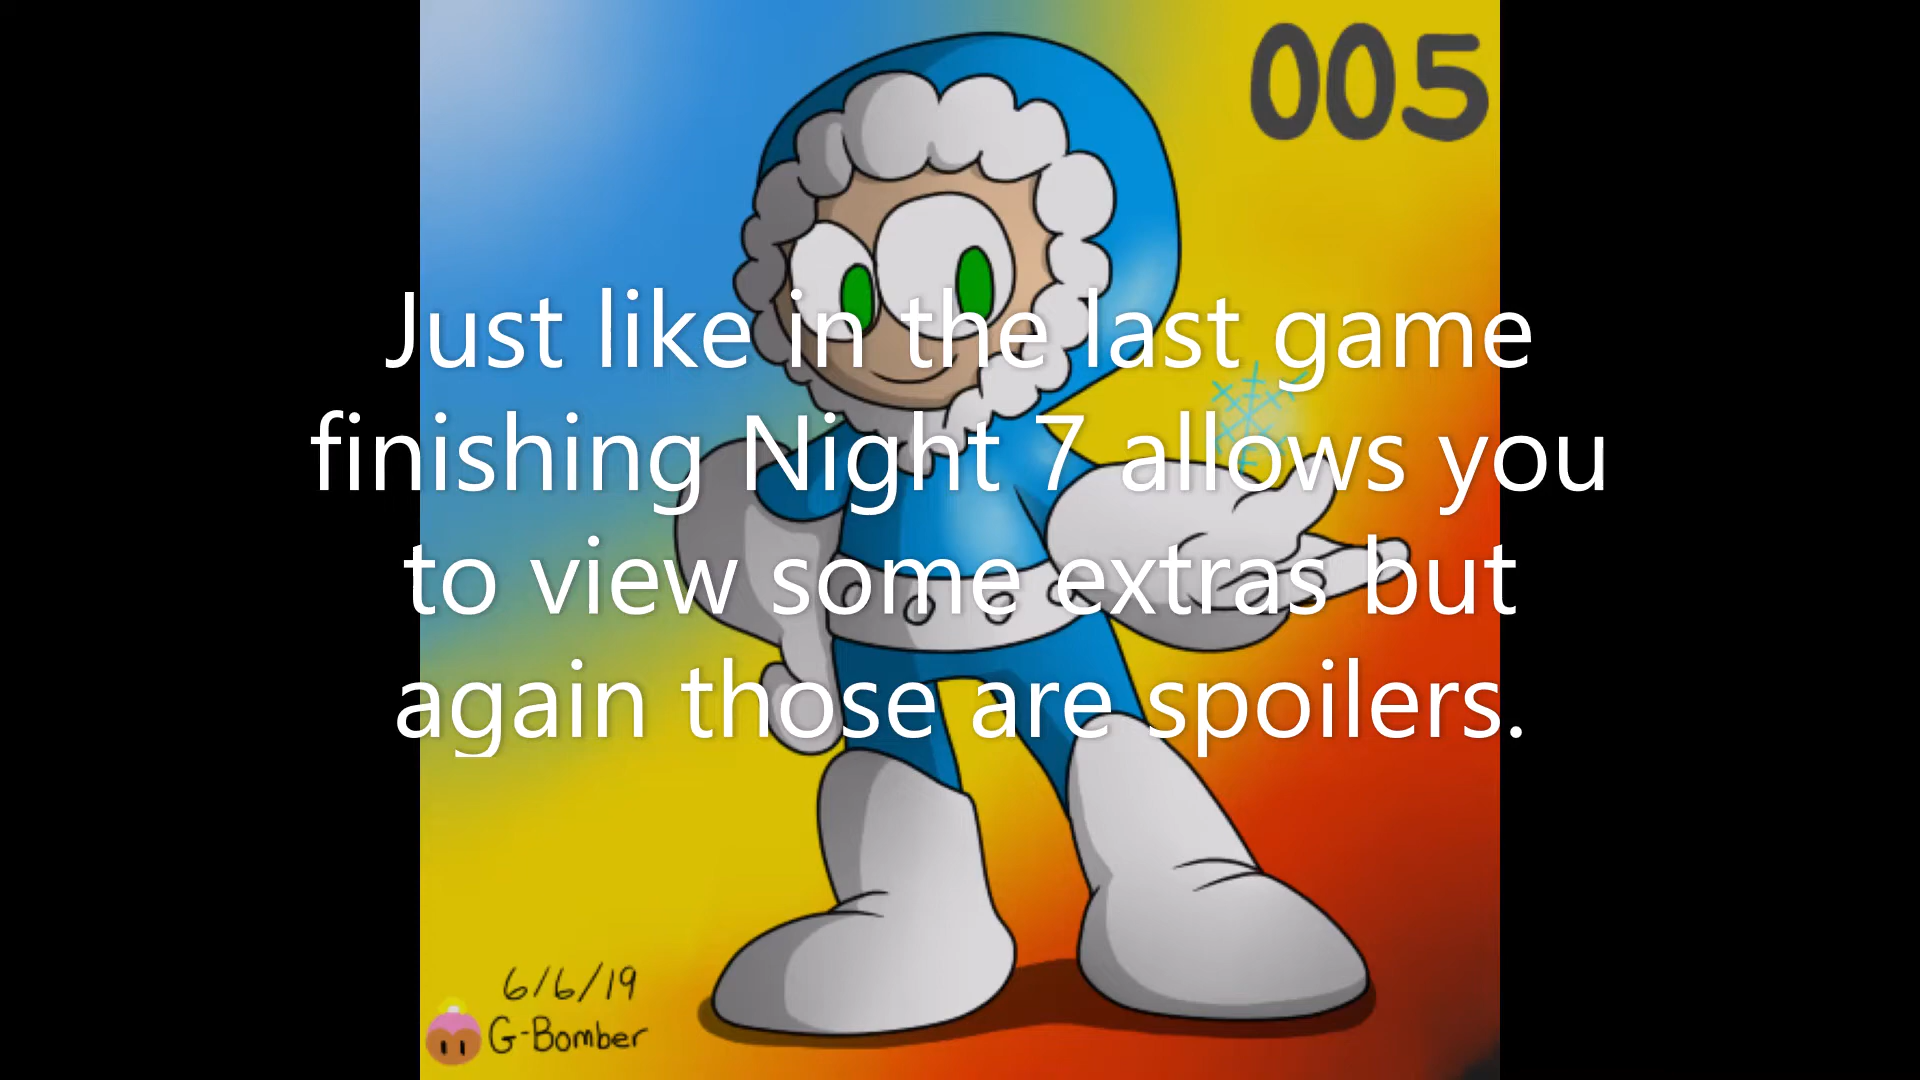 005
Just like in the last game
finishing Night 7 allows you
to view some extras but
again those are spoilers.
6/6/19
G-Bomber